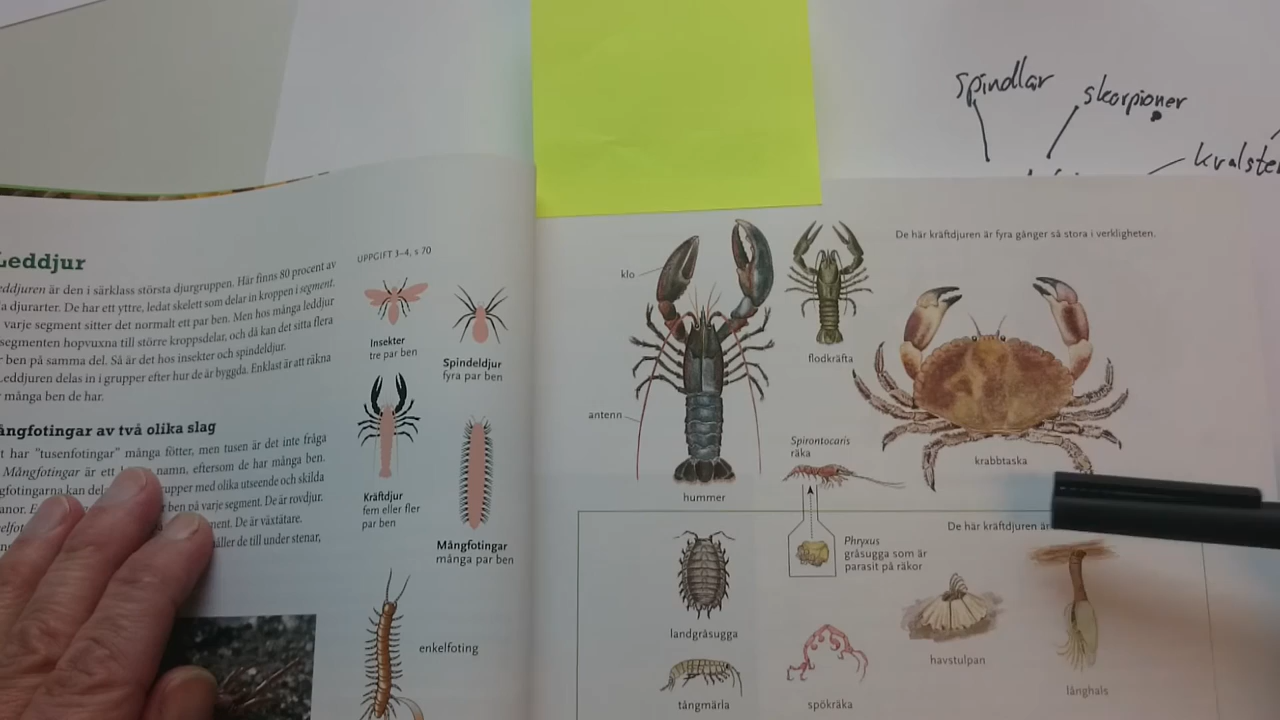 spindlar
skorpioner
Leddjur
är den i särklass största djurgruppen. Här finns 80 procent av
djurarter. De har ett yttre, ledat skelett som delar in kroppen i segment.
varje segment sitter det normalt ett par ben. Men hos många leddjur
segmenten hopvuxna till större kroppsdelar, och då kan det sitta flera
ben på samma del. Så är det hos insekter och spindeldjur.
Leddjuren delas in i grupper efter hur de är byggda. Enklast är att räkna
många ben de har.
av två olika slag
har "tusenfotingar" många fötter, men tusen är det inte fråga
Mångfotingar är ett namn, eftersom de har många ben.
kan med olika utseende och skilda
ben på varje segment. De är rovdjur.
De är växtätare.
de till under stenar,
UPPGIFT 3–4, s 70
Insekter
tre par ben
Spindeldjur
fyra par ben
Kräftdjur
fem eller fler
par ben
Mångfotingar
många par ben
enkelfoting
De här kräftdjuren är fyra gånger så stora i verkligheten.
klo
flodkräfta
antenn
Spirontocaris
räka
krabbtaska
hummer
De här kräftdjuren är
Phryxus
gråsugga som är
parasit på räkor
landgråsugga
havstulpan
långhals
tångmärla
spökräka